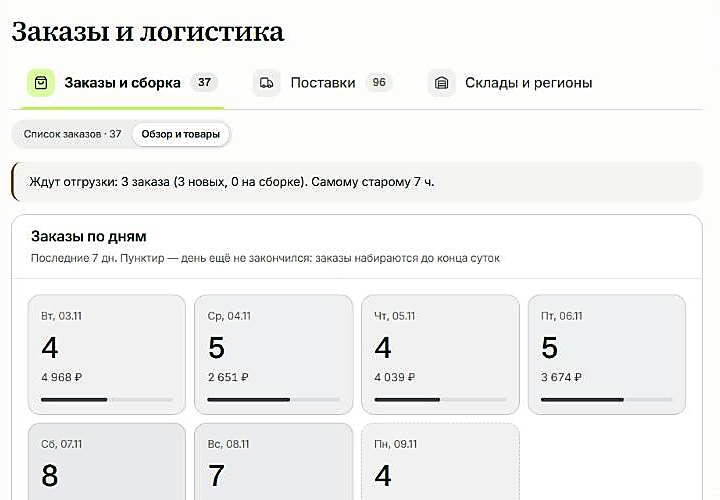 Заказы и логистика
Заказы и сборка 37 Поставки 96 Склады и регионы
Список заказов · 37 Обзор и товары
Ждут отгрузки: 3 заказа (3 новых, 0 на сборке). Самому старому 7 ч.
Заказы по дням
Последние 7 дн. Пунктир — день ещё не закончился: заказы набираются до конца суток
Вт, 03.11 Ср, 04.11 Чт, 05.11 Пт, 06.11
4 5 4 5
4 968 ₽ 2 651 ₽ 4 039 ₽ 3 674 ₽
Сб, 07.11 Вс, 08.11 Пн, 09.11
8 7 4